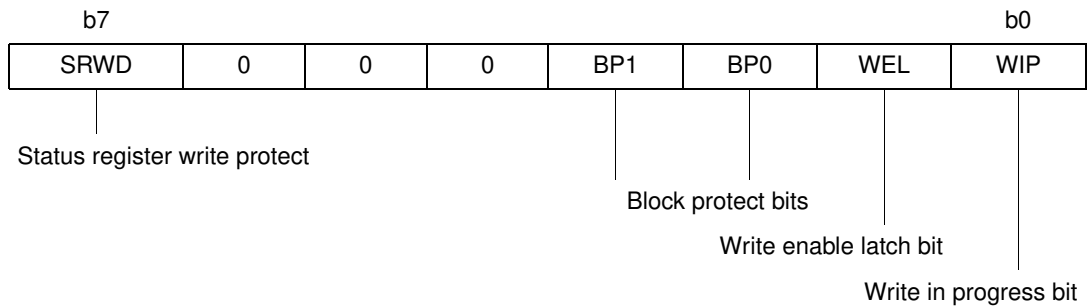 b7 b0
SRWD 0 0 0 BP1 BP0 WEL WIP
Status register write protect
Block protect bits
Write enable latch bit
Write in progress bit